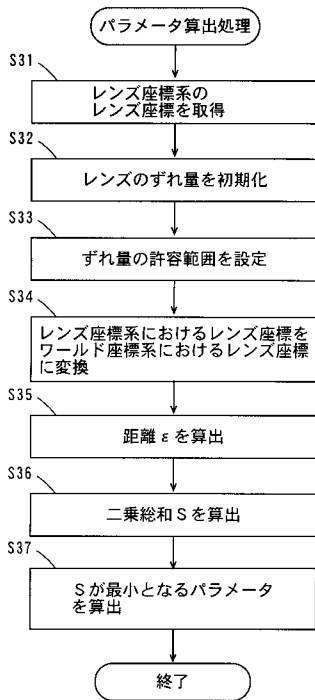 パラメータ算出処理
S31
レンズ座標系の
レンズ座標を取得
S32
レンズのずれ量を初期化
S33
ずれ量の許容範囲を設定
S34
レンズ座標系におけるレンズ座標を
ワールド座標系におけるレンズ座標
に変換
S35
距離εを算出
S36
二乗総和Sを算出
S37
Sが最小となるパラメータ
を算出
終了